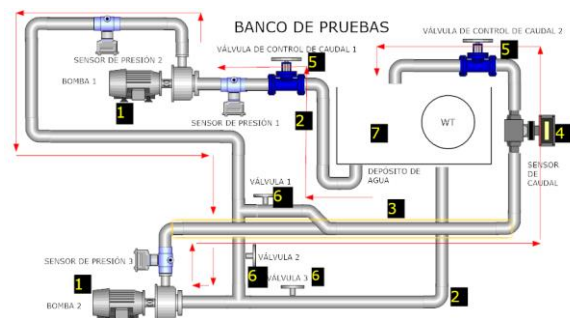 BANCO DE PRUEBAS
VÁLVULA DE CONTROL DE CAUDAL 2
SENSOR DE
PRESIÓN 2
VÁLVULA DE CONTROL DE CAUDAL 1
5
5
BOMBA 1
1
SENSOR DE PRESIÓN 1
2
7
WT
4
SENSOR
DE
CAUDAL
DEPÓSITO DE
AGUA
VÁLVULA 1
6
3
SENSOR DE PRESIÓN 3
VÁLVULA 2
1
6
VÁLVULA 3
6
2
BOMBA 2